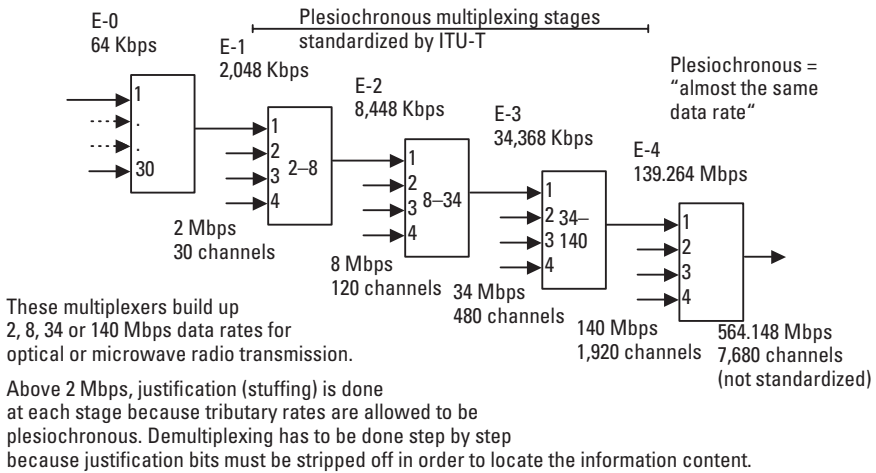 Plesiochronous multiplexing stages
standardized by ITU-T
E-0
64 Kbps
E-1
2,048 Kbps
E-2
8,448 Kbps
E-3
34,368 Kbps
E-4
139.264 Mbps
Plesiochronous =
“almost the same
data rate“
1
.
.
30
1
2
3
4
2–8
1
2
3
4
8–34
1
2
3
4
34–
140
1
2
3
4
2 Mbps
30 channels
8 Mbps
120 channels
34 Mbps
480 channels
140 Mbps
1,920 channels
564.148 Mbps
7,680 channels
(not standardized)
These multiplexers build up
2, 8, 34 or 140 Mbps data rates for
optical or microwave radio transmission.
Above 2 Mbps, justification (stuffing) is done
at each stage because tributary rates are allowed to be
plesiochronous. Demultiplexing has to be done step by step
because justification bits must be stripped off in order to locate the information content.